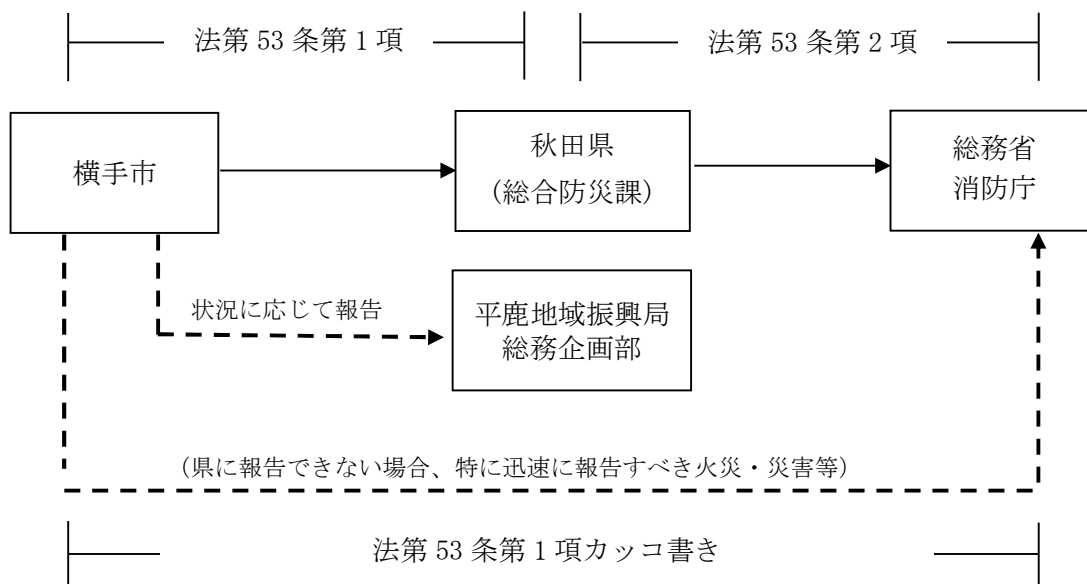 法第 53 条第 1 項
法第 53 条第 2 項
横手市
秋田県
(総合防災課)
総務省
消防庁
状況に応じて報告
平鹿地域振興局
総務企画部
(県に報告できない場合、特に迅速に報告すべき火災・災害等)
法第 53 条第 1 項カッコ書き